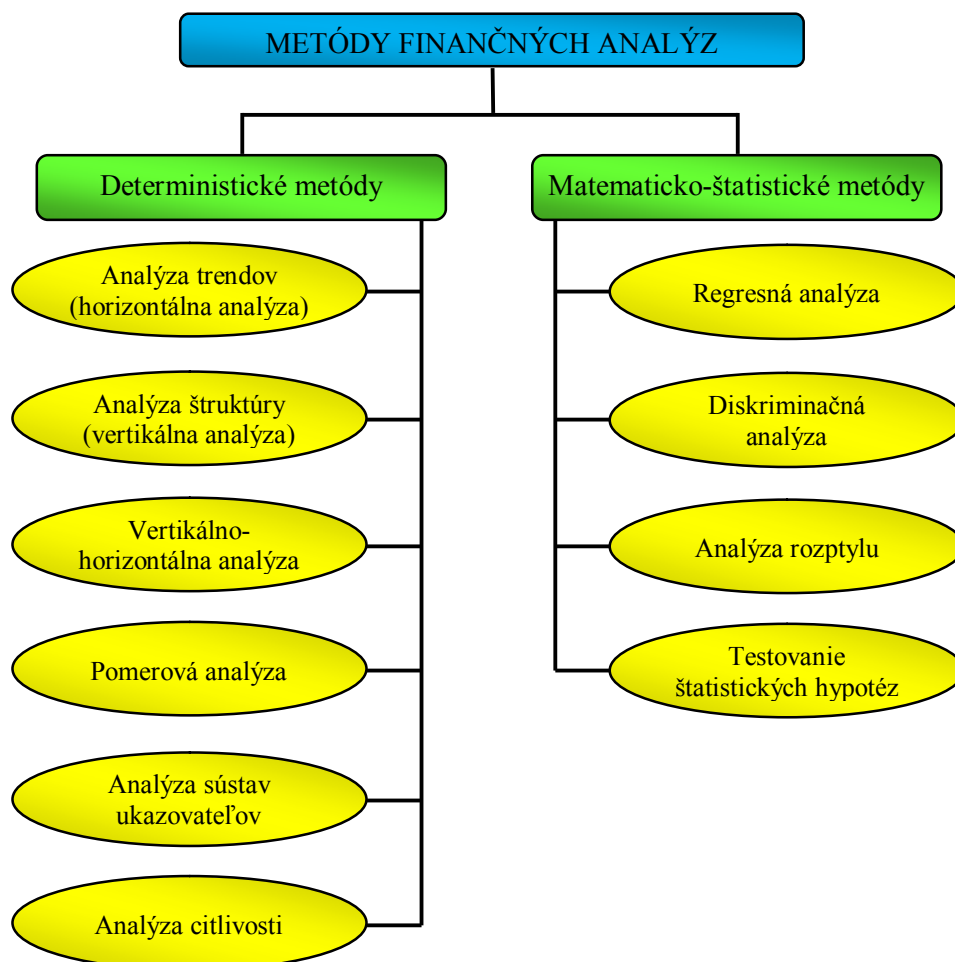 METÓDY FINANČNÝCH ANALÝZ
Deterministické metódy
Analýza trendov
(horizontálna analýza)
Analýza štruktúry
(vertikálna analýza)
Vertikálno-
horizontálna analýza
Pomerová analýza
Analýza sústav
ukazovateľov
Analýza citlivosti
Matematicko-štatistické metódy
Regresná analýza
Diskriminačná
analýza
Analýza rozptylu
Testovanie
štatistických hypotéz